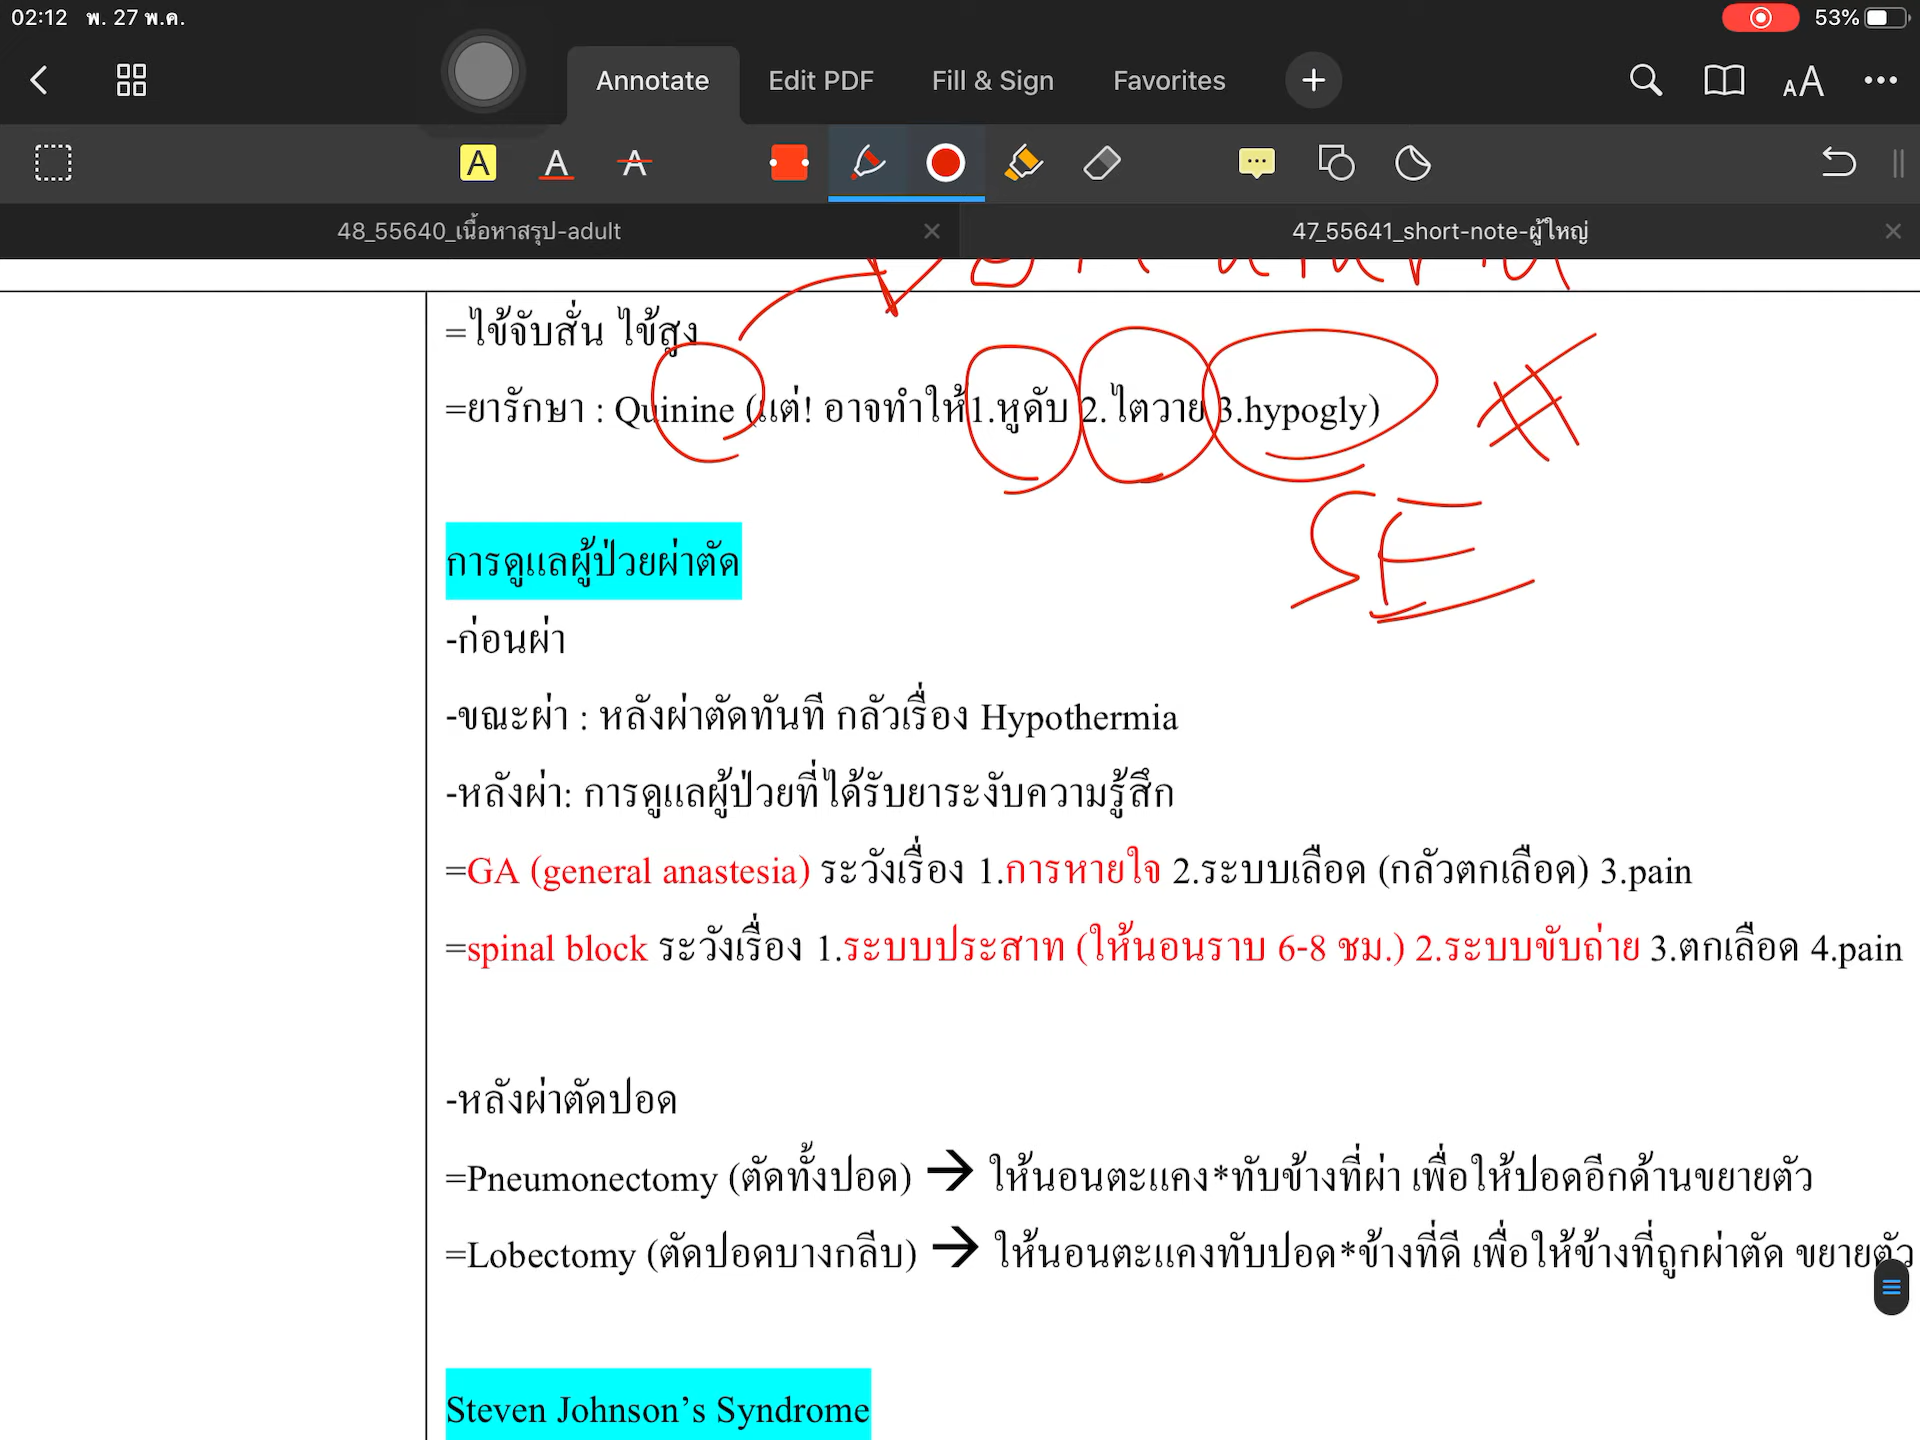 02:12 พ. 27 พ.ค.
53%
Annotate
Edit PDF
Fill & Sign
Favorites
48_55640_เนื้อหาสรุป-adult
47_55641_short-note-ผู้ใหญ่
=ไข้จับสั่น ไข้สูง
=ยารักษา : Quinine (แต่! อาจทำให้1.หูดับ 2.ไตวาย 3.hypogly)
SE
การดูแลผู้ป่วยผ่าตัด
-ก่อนผ่า
-ขณะผ่า : หลังผ่าตัดทันที กลัวเรื่อง Hypothermia
-หลังผ่า: การดูแลผู้ป่วยที่ได้รับยาระงับความรู้สึก
=GA (general anastesia) ระวังเรื่อง 1.การหายใจ 2.ระบบเลือด (กลัวตกเลือด) 3.pain
=spinal block ระวังเรื่อง 1.ระบบประสาท (ให้นอนราบ 6-8 ชม.) 2.ระบบขับถ่าย 3.ตกเลือด 4.pain
-หลังผ่าตัดปอด
=Pneumonectomy (ตัดทั้งปอด) → ให้นอนตะแคง*ทับข้างที่ผ่า เพื่อให้ปอดอีกด้านขยายตัว
=Lobectomy (ตัดปอดบางกลีบ) → ให้นอนตะแคงทับปอด*ข้างที่ดี เพื่อให้ข้างที่ถูกผ่าตัด ขยายตัว
Steven Johnson’s Syndrome